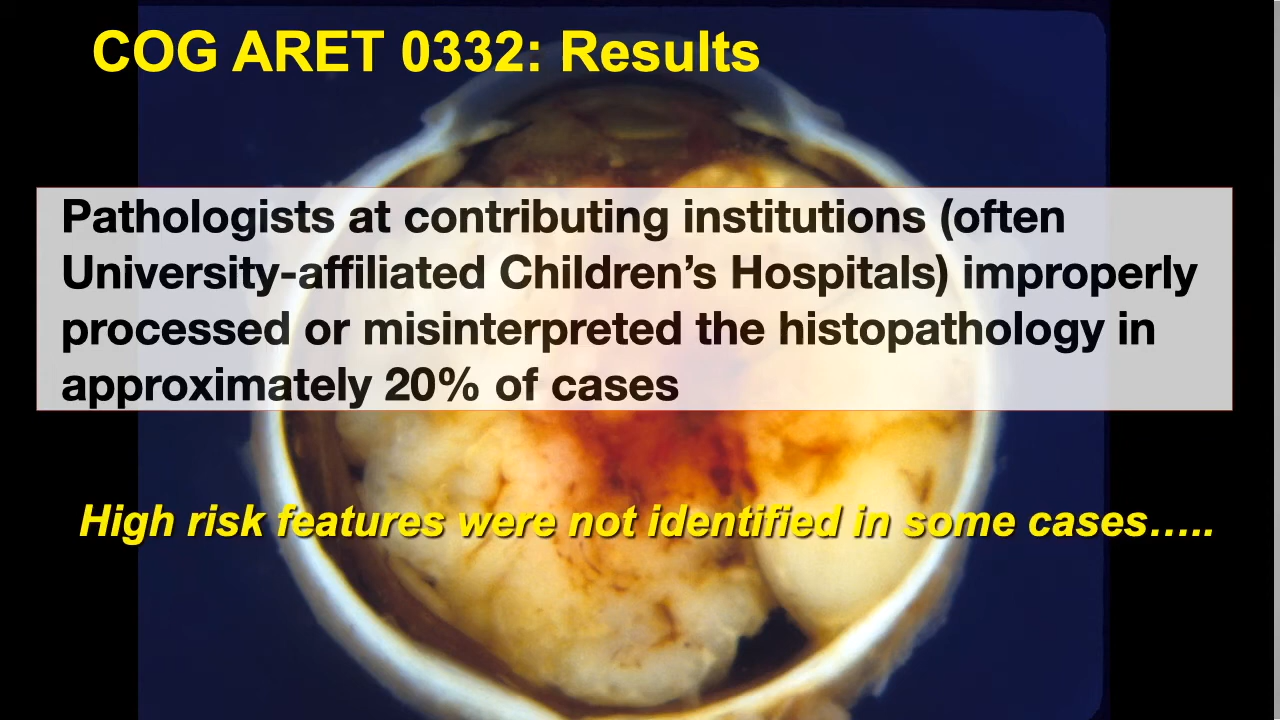 COG ARET 0332: Results
Pathologists at contributing institutions (often
University-affiliated Children’s Hospitals) improperly
processed or misinterpreted the histopathology in
approximately 20% of cases
High risk features were not identified in some cases…..